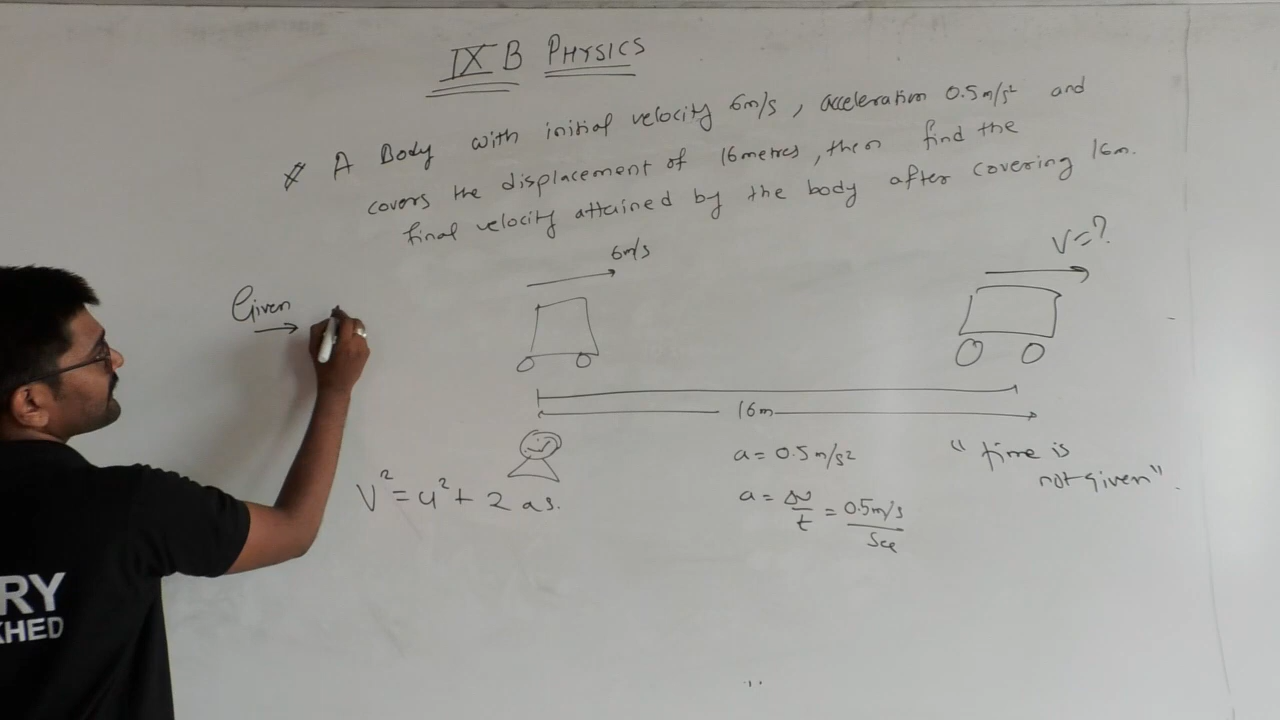 IX B PHYSICS
* A Body with initial velocity 6m/s, acceleration 0.5m/s² and
covers the displacement of 16metres, then find the
final velocity attained by the body after covering 16m.
6m/s
V=?
Given
16m
a = 0.5m/s²
"time is
not given".
V² = u² + 2 as.
a = Δv/t = 0.5m/s/Sec
RY
KHED